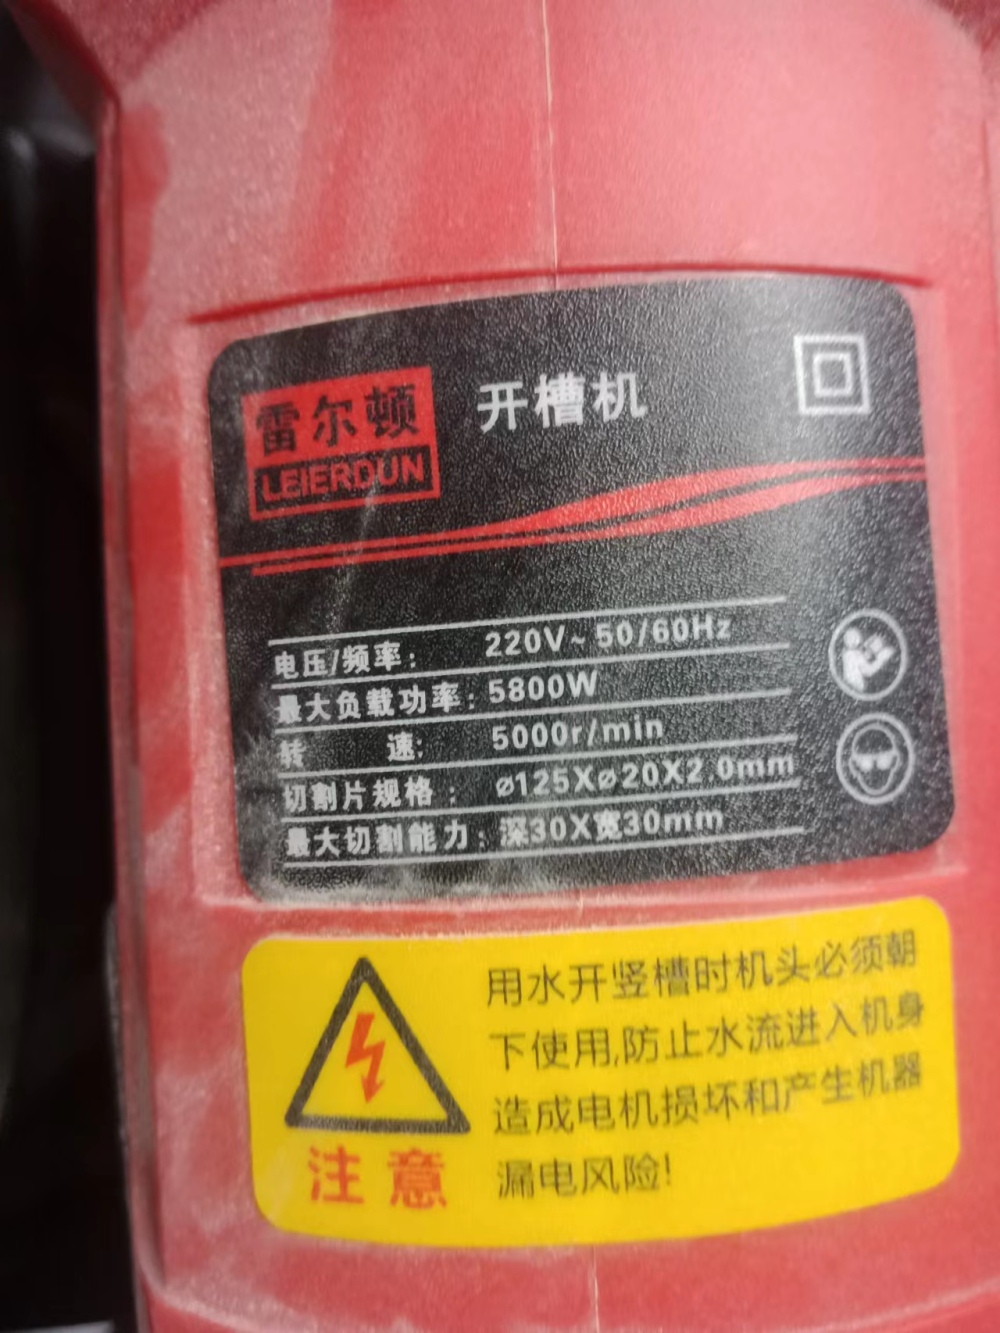 雷尔顿
LEIERDUN
开槽机
电压/频率： 220V~50/60Hz
最大负载功率：5800W
转 速： 5000r/min
切割片规格： ⌀125X⌀20X2.0mm
最大切割能力：深30X宽30mm
用水开竖槽时机头必须朝
下使用,防止水流进入机身
造成电机损坏和产生机器
漏电风险!
注意